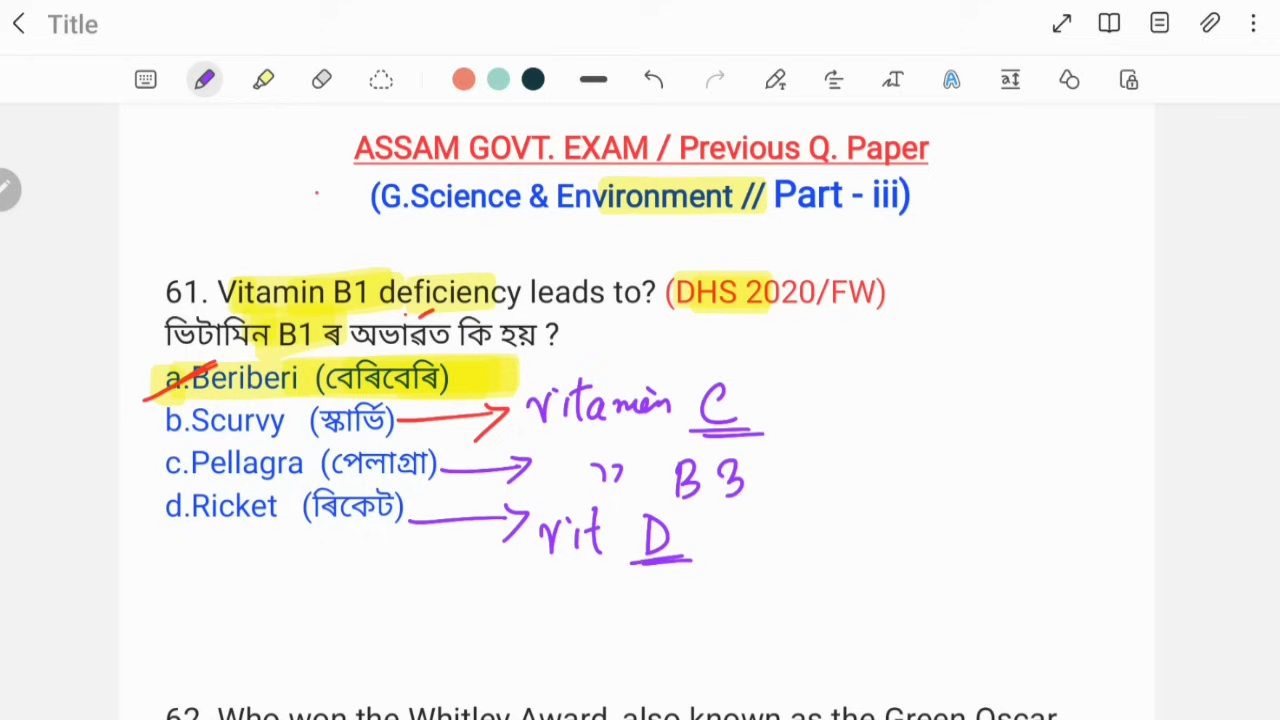 Title
ASSAM GOVT. EXAM / Previous Q. Paper
(G.Science & Environment // Part - iii)
61. Vitamin B1 deficiency leads to? (DHS 2020/FW)
ভিটামিন B1 ৰ অভাৱত কি হয় ?
a.Beriberi (বেৰিবেৰি)
b.Scurvy (স্কাৰ্ভি) → vitamin C
c.Pellagra (পেলাগ্ৰা) → " B3
d.Ricket (ৰিকেট) → vit D
62. Who won the Whitley Award, also known as the Green Oscar